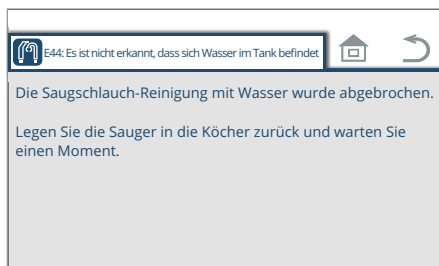 E44: Es ist nicht erkannt, dass sich Wasser im Tank befindet
Die Saugschlauch-Reinigung mit Wasser wurde abgebrochen.
Legen Sie die Sauger in die Köcher zurück und warten Sie
einen Moment.